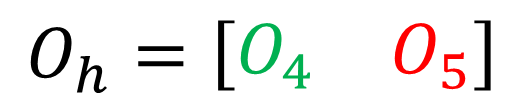 O_h = [O_4 O_5]